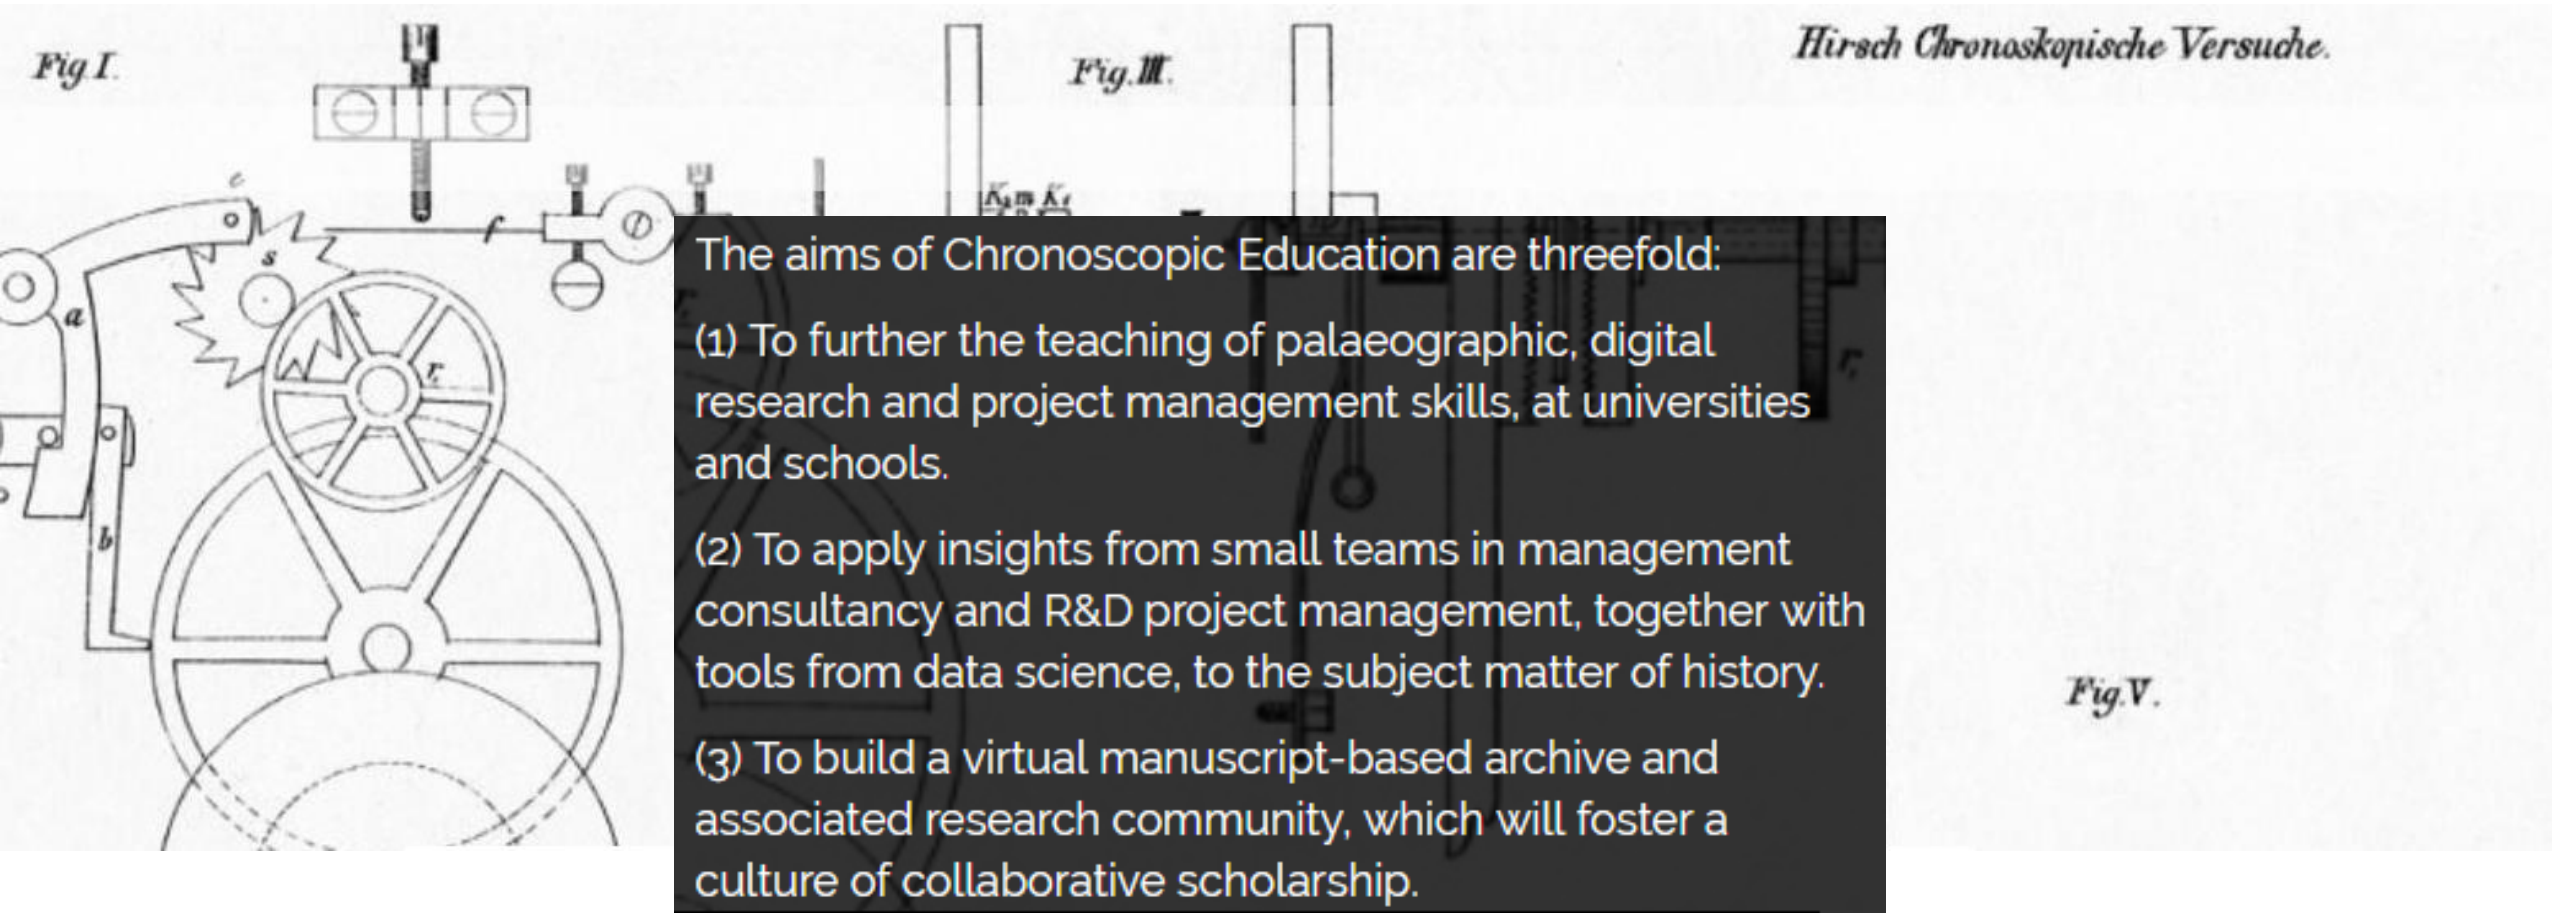 Fig. I.
Fig. III.
Hirsch Chronoskopische Versuche.
c
K₂ m K₁
f
s
a
r,
b
The aims of Chronoscopic Education are threefold:
(1) To further the teaching of palaeographic, digital
research and project management skills, at universities
and schools.
(2) To apply insights from small teams in management
consultancy and R&D project management, together with
tools from data science, to the subject matter of history.
(3) To build a virtual manuscript-based archive and
associated research community, which will foster a
culture of collaborative scholarship.
r,
Fig. V.